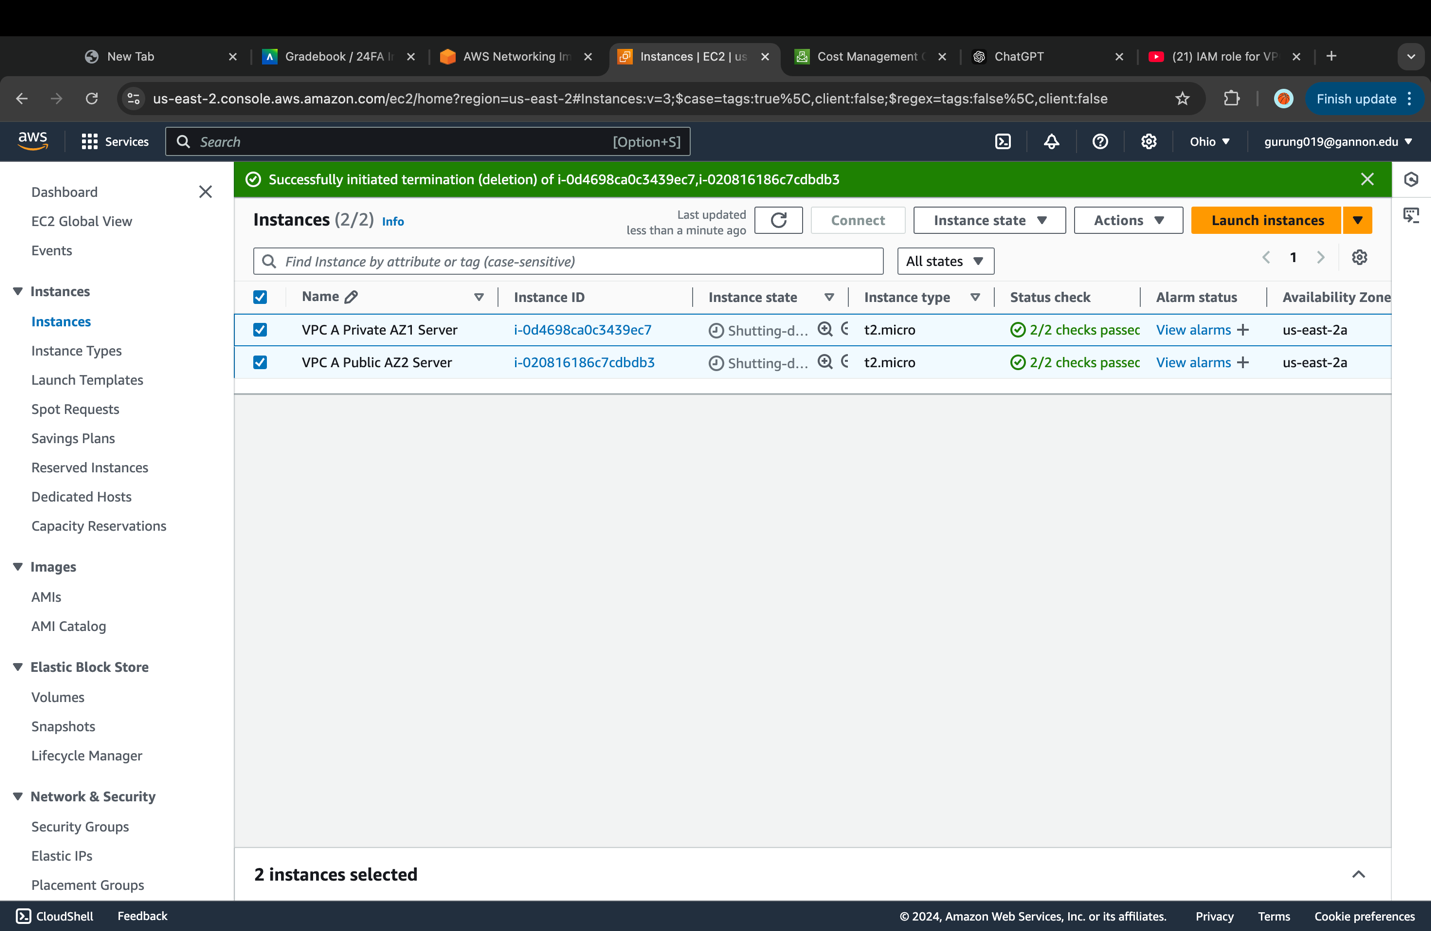 New Tab
Gradebook / 24FA I
AWS Networking Im
Instances | EC2 | us
Cost Management
ChatGPT
(21) IAM role for VP
us-east-2.console.aws.amazon.com/ec2/home?region=us-east-2#Instances:v=3;$case=tags:true%5C,client:false;$regex=tags:false%5C,client:false
Finish update
aws
Services
Search
[Option+S]
Ohio
gurung019@gannon.edu
Dashboard
EC2 Global View
Events
Instances
Instances
Instance Types
Launch Templates
Spot Requests
Savings Plans
Reserved Instances
Dedicated Hosts
Capacity Reservations
Images
AMIs
AMI Catalog
Elastic Block Store
Volumes
Snapshots
Lifecycle Manager
Network & Security
Security Groups
Elastic IPs
Placement Groups
Successfully initiated termination (deletion) of i-0d4698ca0c3439ec7,i-020816186c7cdbdb3
Instances (2/2) Info
Last updated
less than a minute ago
Connect
Instance state
Actions
Launch instances
Find Instance by attribute or tag (case-sensitive)
All states
1
Name Instance ID Instance state Instance type Status check Alarm status Availability Zone
VPC A Private AZ1 Server i-0d4698ca0c3439ec7 Shutting-d... t2.micro 2/2 checks passed View alarms + us-east-2a
VPC A Public AZ2 Server i-020816186c7cdbdb3 Shutting-d... t2.micro 2/2 checks passed View alarms + us-east-2a
2 instances selected
CloudShell
Feedback
© 2024, Amazon Web Services, Inc. or its affiliates.
Privacy
Terms
Cookie preferences